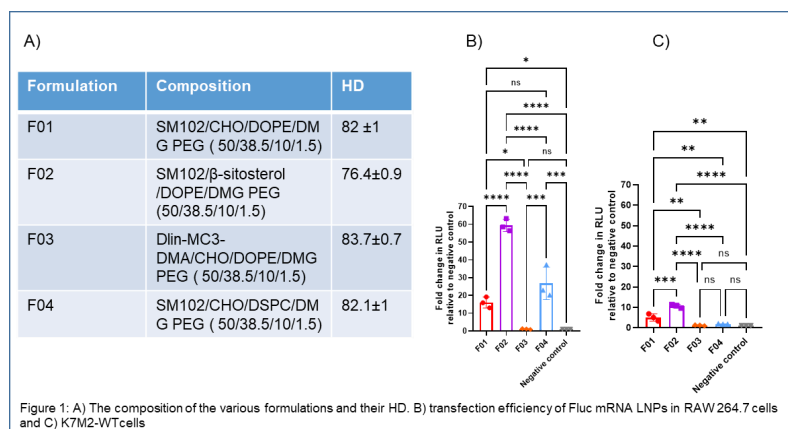 A)
Formulation Composition HD
F01 SM102/CHO/DOPE/DM 82 ±1
G PEG ( 50/38.5/10/1.5)
F02 SM102/β-sitosterol 76.4±0.9
/DOPE/DMG PEG
(50/38.5/10/1.5)
F03 Dlin-MC3- 83.7±0.7
DMA/CHO/DOPE/DMG
PEG ( 50/38.5/10/1.5)
F04 SM102/CHO/DSPC/DM 82.1±1
G PEG ( 50/38.5/10/1.5)
B)
*
ns
****
****
* ns
**** ***
**** ***
Fold change in RLU
relative to negative control
70
60
50
40
30
20
10
0
F01 F02 F03 F04 Negative control
C)
**
**
****
**
****
**** ns
*** ns ns
Fold change in RLU
relative to negative control
70
60
50
40
30
20
10
0
F01 F02 F03 F04 Negative control
Figure 1: A) The composition of the various formulations and their HD. B) transfection efficiency of Fluc mRNA LNPs in RAW 264.7 cells
and C) K7M2-WTcells